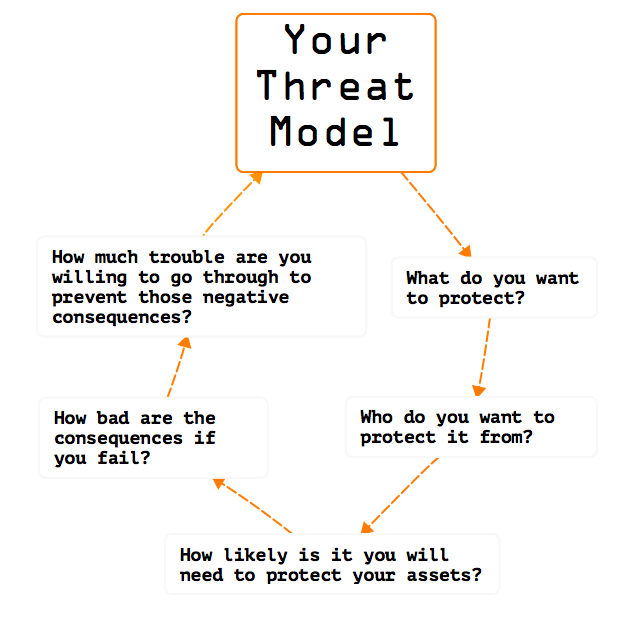 Your
Threat
Model
What do you want
to protect?
Who do you want to
protect it from?
How likely is it you will
need to protect your assets?
How bad are the
consequences if
you fail?
How much trouble are you
willing to go through to
prevent those negative
consequences?